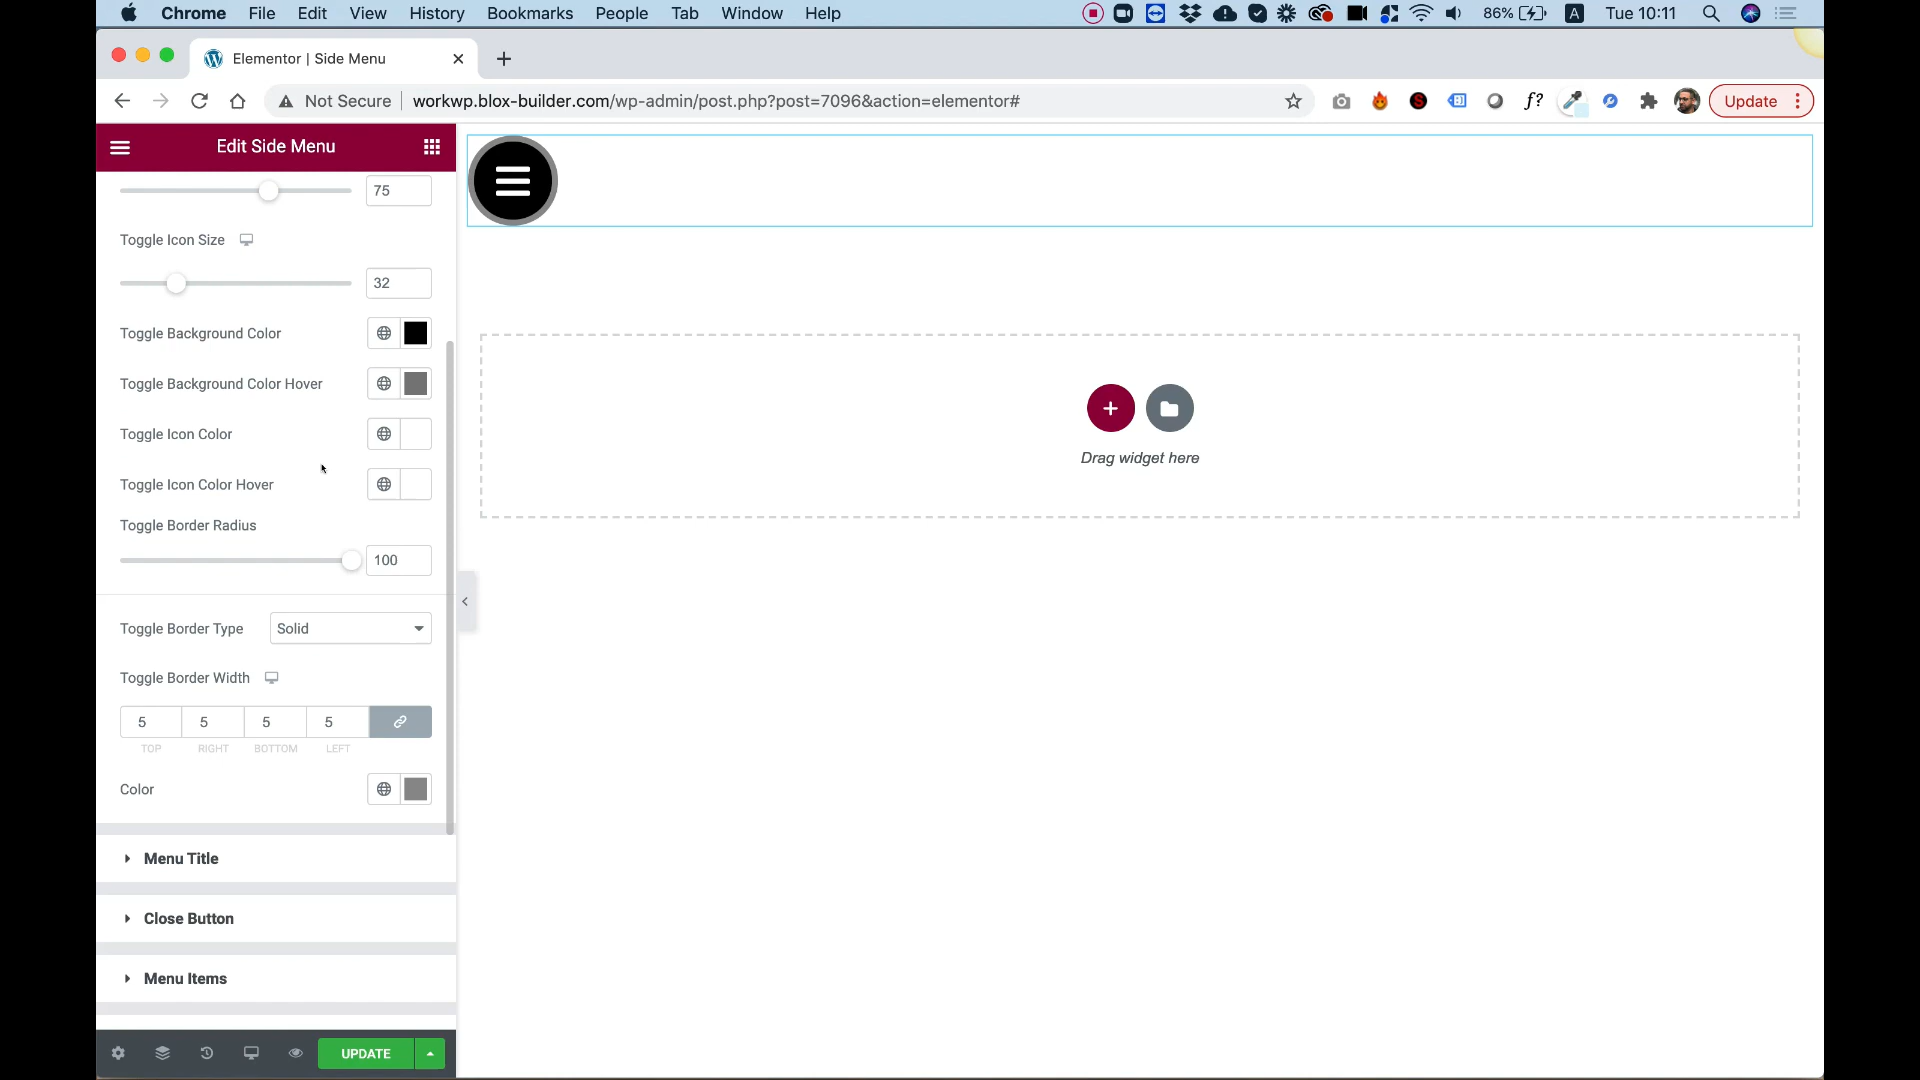 Chrome File Edit View History Bookmarks People Tab Window Help 86% A Tue 10:11
Elementor | Side Menu
Not Secure workwp.blox-builder.com/wp-admin/post.php?post=7096&action=elementor# S f? Update
Edit Side Menu
75
Toggle Icon Size
32
Toggle Background Color
Toggle Background Color Hover
Toggle Icon Color
Toggle Icon Color Hover
Toggle Border Radius
100
Toggle Border Type Solid
Toggle Border Width
5 5 5 5
TOP RIGHT BOTTOM LEFT
Color
Menu Title
Close Button
Menu Items
UPDATE
Drag widget here